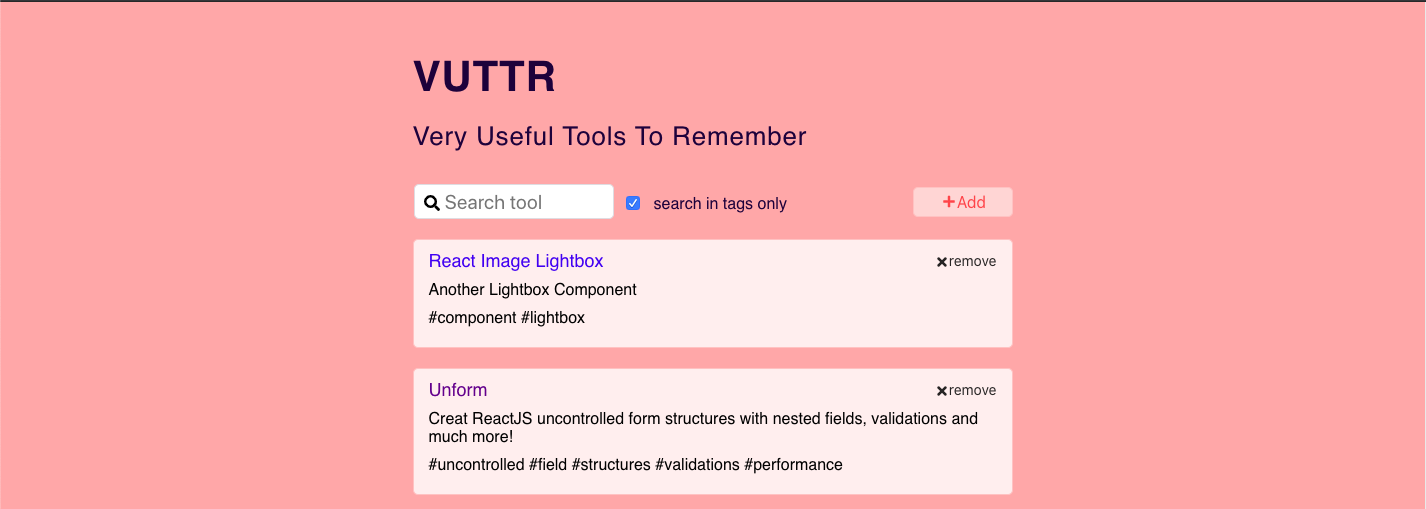 VUTTR
Very Useful Tools To Remember
Search tool
search in tags only
Add
React Image Lightbox
remove
Another Lightbox Component
#component #lightbox
Unform
remove
Creat ReactJS uncontrolled form structures with nested fields, validations and
much more!
#uncontrolled #field #structures #validations #performance